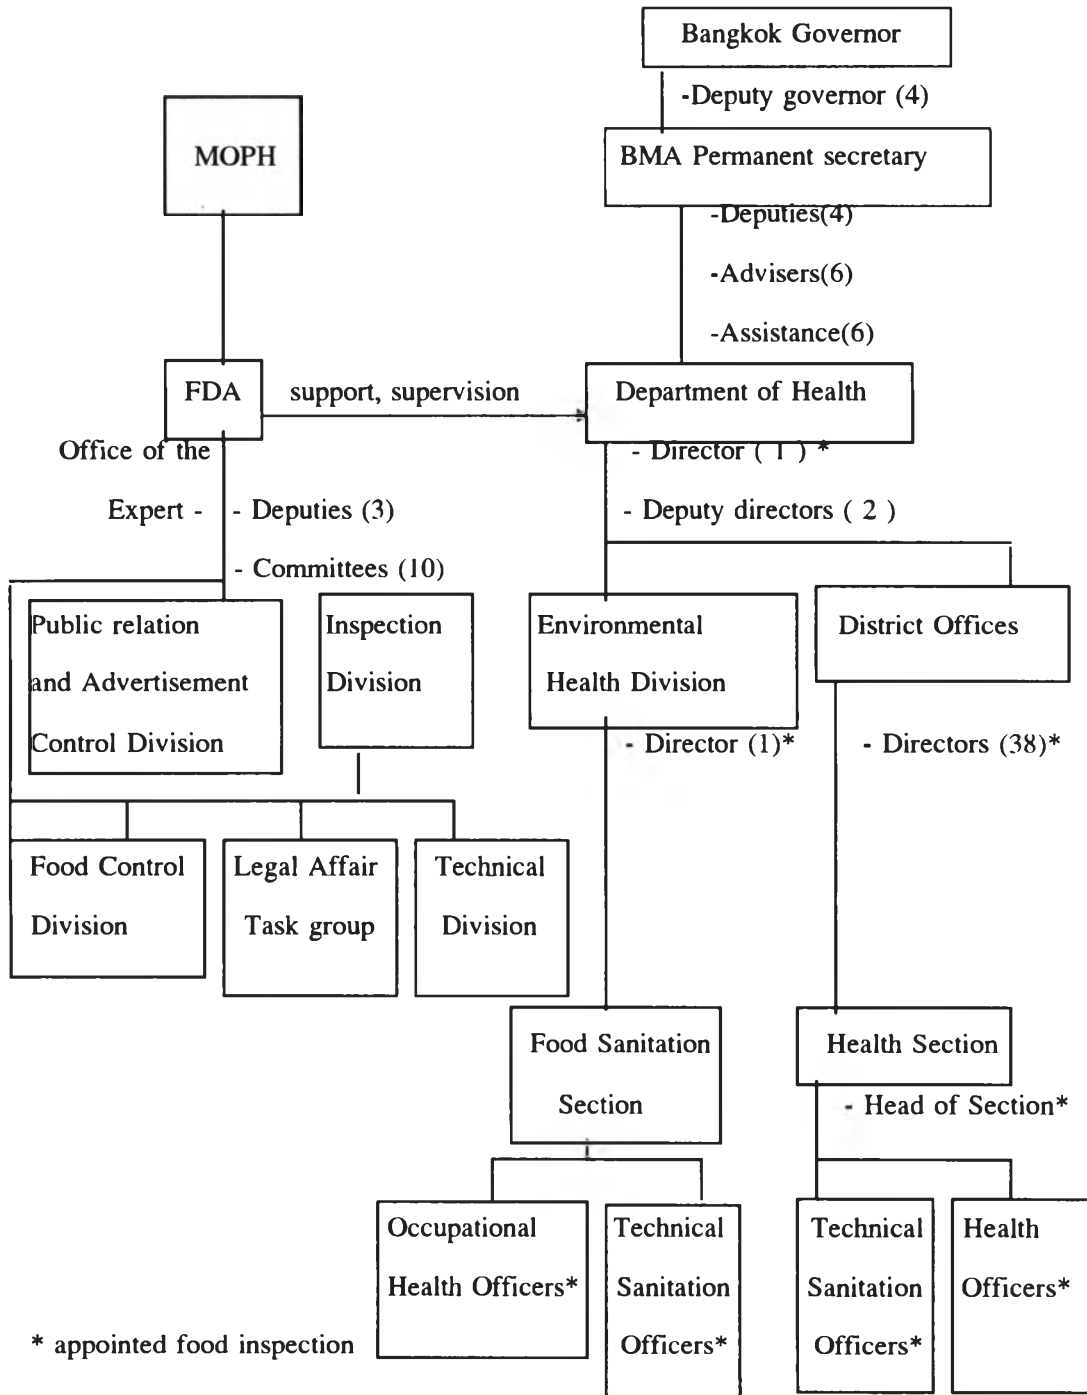 Bangkok Governor
-Deputy governor (4)
MOPH
BMA Permanent secretary
-Deputies(4)
-Advisers(6)
-Assistance(6)
FDA
support, supervision
Department of Health
Office of the
- Director ( 1 ) *
Expert -
- Deputies (3)
- Deputy directors ( 2 )
- Committees (10)
Public relation
and Advertisement
Control Division
Inspection
Division
Environmental
Health Division
District Offices
- Director (1)*
- Directors (38)*
Food Control
Division
Legal Affair
Task group
Technical
Division
Food Sanitation
Section
Health Section
- Head of Section*
Occupational
Health Officers*
Technical
Sanitation
Officers*
Technical
Sanitation
Officers*
Health
Officers*
* appointed food inspection